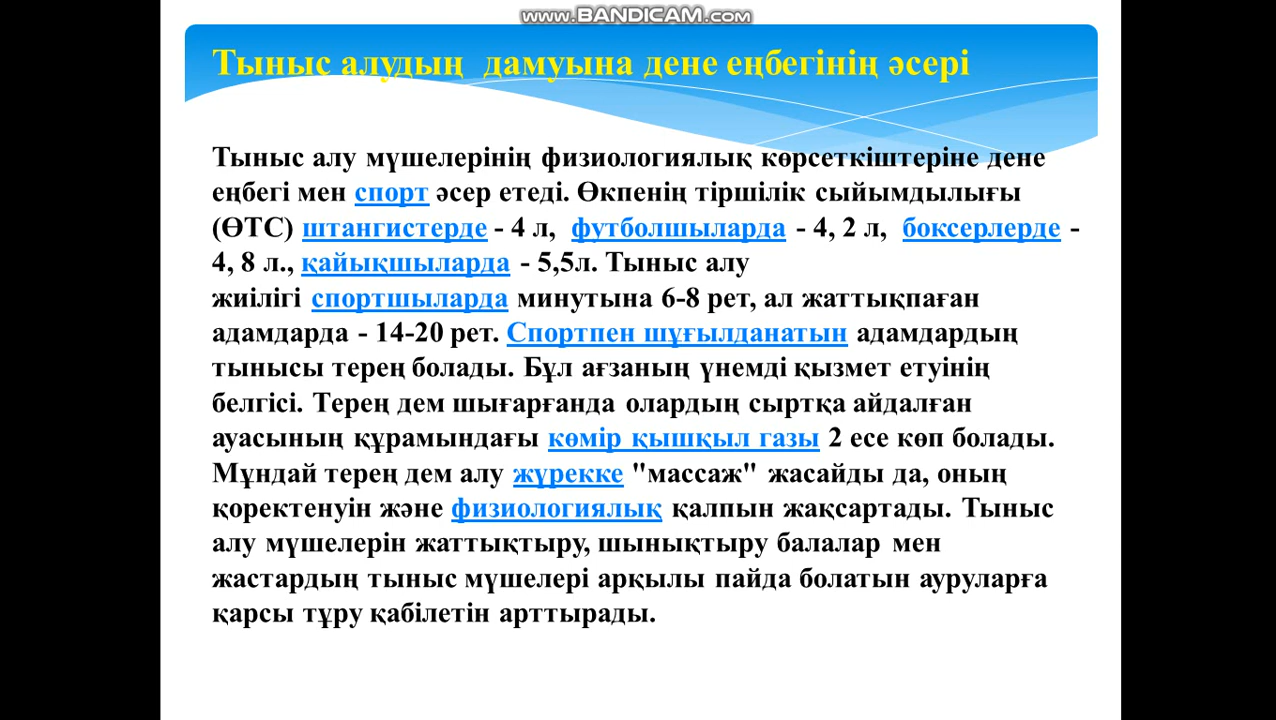 www.BANDICAM.com
Тыныс алудың дамуына дене еңбегінің әсері
Тыныс алу мүшелерінің физиологиялық көрсеткіштеріне дене
еңбегі мен спорт әсер етеді. Өкпенің тіршілік сыйымдылығы
(ӨТС) штангистерде - 4 л, футболшыларда - 4, 2 л, боксерлерде -
4, 8 л., қайықшыларда - 5,5л. Тыныс алу
жиілігі спортшыларда минутына 6-8 рет, ал жаттықпаған
адамдарда - 14-20 рет. Спортпен шұғылданатын адамдардың
тынысы терең болады. Бұл ағзаның үнемді қызмет етуінің
белгісі. Терең дем шығарғанда олардың сыртқа айдалған
ауасының құрамындағы көмір қышқыл газы 2 есе көп болады.
Мұндай терең дем алу жүрекке "массаж" жасайды да, оның
қоректенуін және физиологиялық қалпын жақсартады. Тыныс
алу мүшелерін жаттықтыру, шынықтыру балалар мен
жастардың тыныс мүшелері арқылы пайда болатын ауруларға
қарсы тұру қабілетін арттырады.